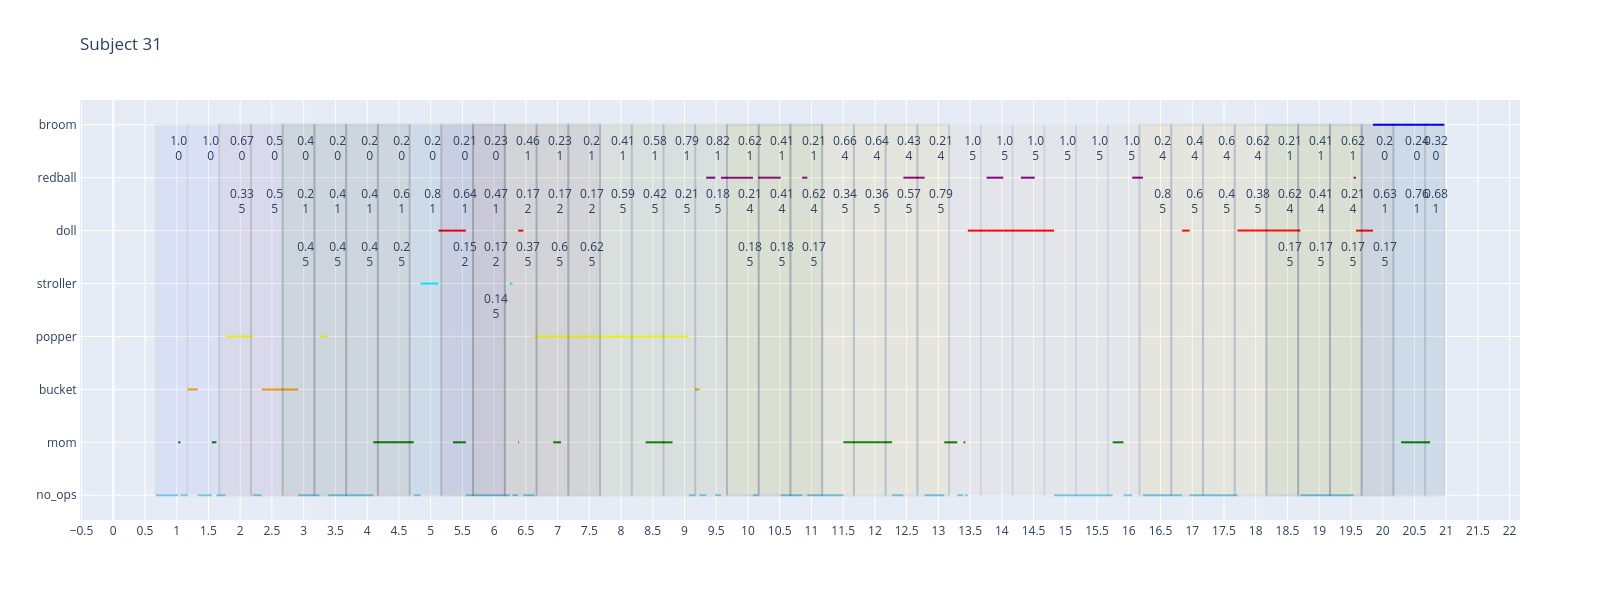 Subject 31
broom
1.0 1.0 0.67 0.5 0.4 0.2 0.2 0.2 0.2 0.21 0.23 0.46 0.23 0.2 0.41 0.58 0.79 0.82 0.62 0.41 0.21 0.66 0.64 0.43 0.21 1.0 1.0 1.0 1.0 1.0 1.0 0.2 0.4 0.6 0.62 0.21 0.41 0.62 0.2 0.24 0.32
0 0 0 0 0 0 0 0 0 0 0 1 1 1 1 1 1 1 1 1 1 4 4 4 4 5 5 5 5 5 5 4 4 4 4 1 1 1 0 0 0
redball
0.33 0.5 0.2 0.4 0.4 0.6 0.8 0.64 0.47 0.17 0.17 0.17 0.59 0.42 0.21 0.18 0.21 0.41 0.62 0.34 0.36 0.57 0.79 0.8 0.6 0.4 0.38 0.62 0.41 0.21 0.63 0.76 0.68
5 5 1 1 1 1 1 1 1 2 2 2 5 5 5 5 4 4 4 5 5 5 5 5 5 5 5 4 4 4 1 1 1
doll
0.4 0.4 0.4 0.2 0.15 0.17 0.37 0.6 0.62 0.18 0.18 0.17 0.17 0.17 0.17 0.17
5 5 5 5 2 2 5 5 5 5 5 5 5 5 5 5
stroller
0.14
5
popper
bucket
mom
no_ops
−0.5 0 0.5 1 1.5 2 2.5 3 3.5 4 4.5 5 5.5 6 6.5 7 7.5 8 8.5 9 9.5 10 10.5 11 11.5 12 12.5 13 13.5 14 14.5 15 15.5 16 16.5 17 17.5 18 18.5 19 19.5 20 20.5 21 21.5 22